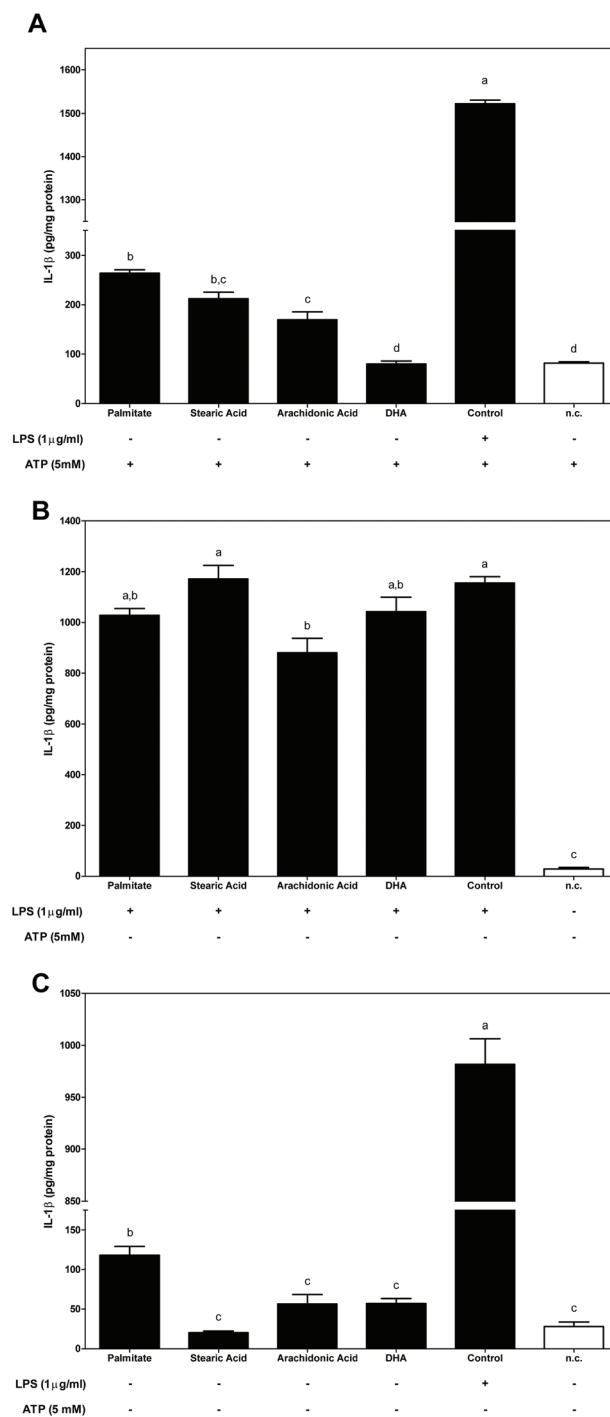 A
1600
1500
1400
1300
300
200
100
0
IL-1β (pg/mg protein)
a
b
b,c
c
d
d
Palmitate Stearic Acid Arachidonic Acid DHA Control n.c.
LPS (1μg/ml) - - - - + -
ATP (5mM) + + + + + +
B
1400
1200
1000
800
600
400
200
0
IL-1β (pg/mg protein)
a,b
a
b
a,b
a
c
Palmitate Stearic Acid Arachidonic Acid DHA Control n.c.
LPS (1μg/ml) + + + + + -
ATP (5mM) - - - - - -
C
1050
1000
950
900
850
150
100
50
0
IL-1β (pg/mg protein)
a
b
c
c
c
c
Palmitate Stearic Acid Arachidonic Acid DHA Control n.c.
LPS (1μg/ml) - - - - + -
ATP (5 mM) - - - - - -